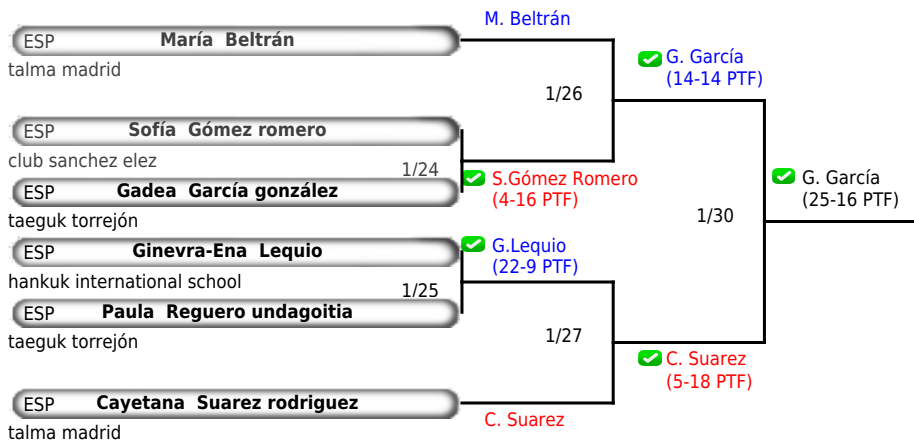 M. Beltrán
ESP María Beltrán
talma madrid
G. García
(14-14 PTF)
1/26
ESP Sofía Gómez romero
club sanchez elez
1/24
S.Gómez Romero
(4-16 PTF)
G. García
(25-16 PTF)
ESP Gadea García gonzález
taeguk torrejón
1/30
ESP Ginevra-Ena Lequio
hankuk international school
G.Lequio
(22-9 PTF)
1/25
ESP Paula Reguero undagoitia
taeguk torrejón
1/27
C. Suarez
(5-18 PTF)
ESP Cayetana Suarez rodriguez
talma madrid
C. Suarez